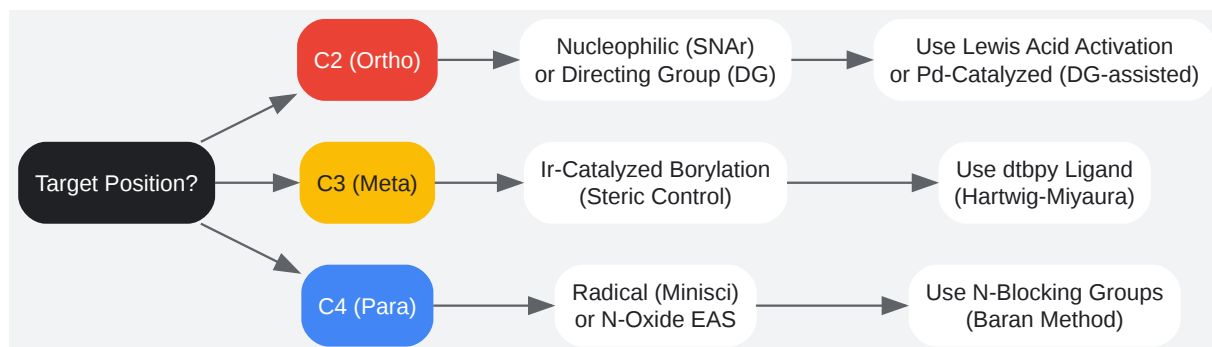 C2 (Ortho)
Nucleophilic (SNAr)
or Directing Group (DG)
Use Lewis Acid Activation
or Pd-Catalyzed (DG-assisted)
Target Position?
C3 (Meta)
Ir-Catalyzed Borylation
(Steric Control)
Use dtbpy Ligand
(Hartwig-Miyaura)
C4 (Para)
Radical (Minisci)
or N-Oxide EAS
Use N-Blocking Groups
(Baran Method)